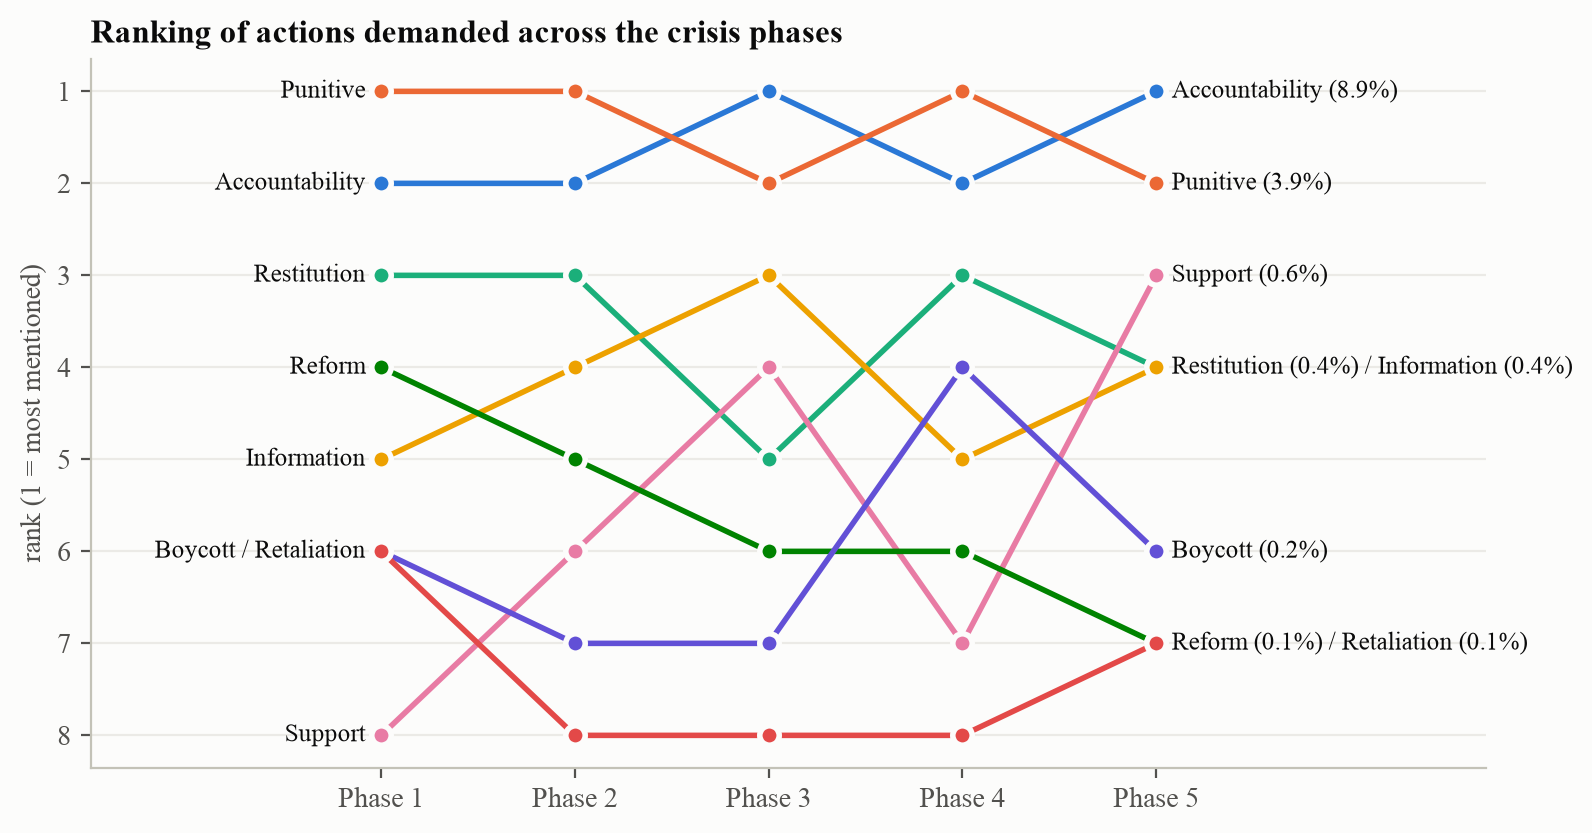 Ranking of actions demanded across the crisis phases
rank (1 = most mentioned)
1
2
3
4
5
6
7
8
Punitive
Accountability
Restitution
Reform
Information
Boycott / Retaliation
Support
Accountability (8.9%)
Punitive (3.9%)
Support (0.6%)
Restitution (0.4%) / Information (0.4%)
Boycott (0.2%)
Reform (0.1%) / Retaliation (0.1%)
Phase 1
Phase 2
Phase 3
Phase 4
Phase 5